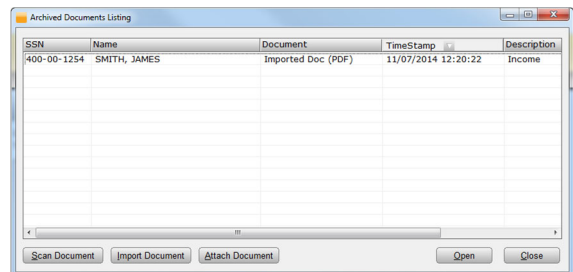 Archived Documents Listing
SSN Name Document TimeStamp Description
400-00-1254 SMITH, JAMES Imported Doc (PDF) 11/07/2014 12:20:22 Income
Scan Document Import Document Attach Document Open Close